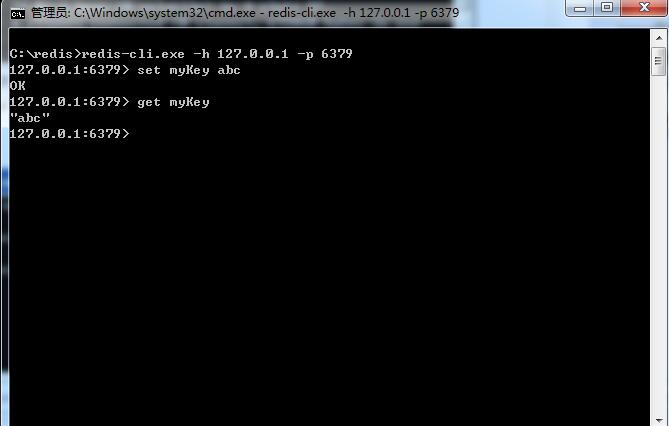 管理员: C:\Windows\system32\cmd.exe - redis-cli.exe  -h 127.0.0.1 -p 6379
C:\redis>redis-cli.exe -h 127.0.0.1 -p 6379
127.0.0.1:6379> set myKey abc
OK
127.0.0.1:6379> get myKey
"abc"
127.0.0.1:6379>